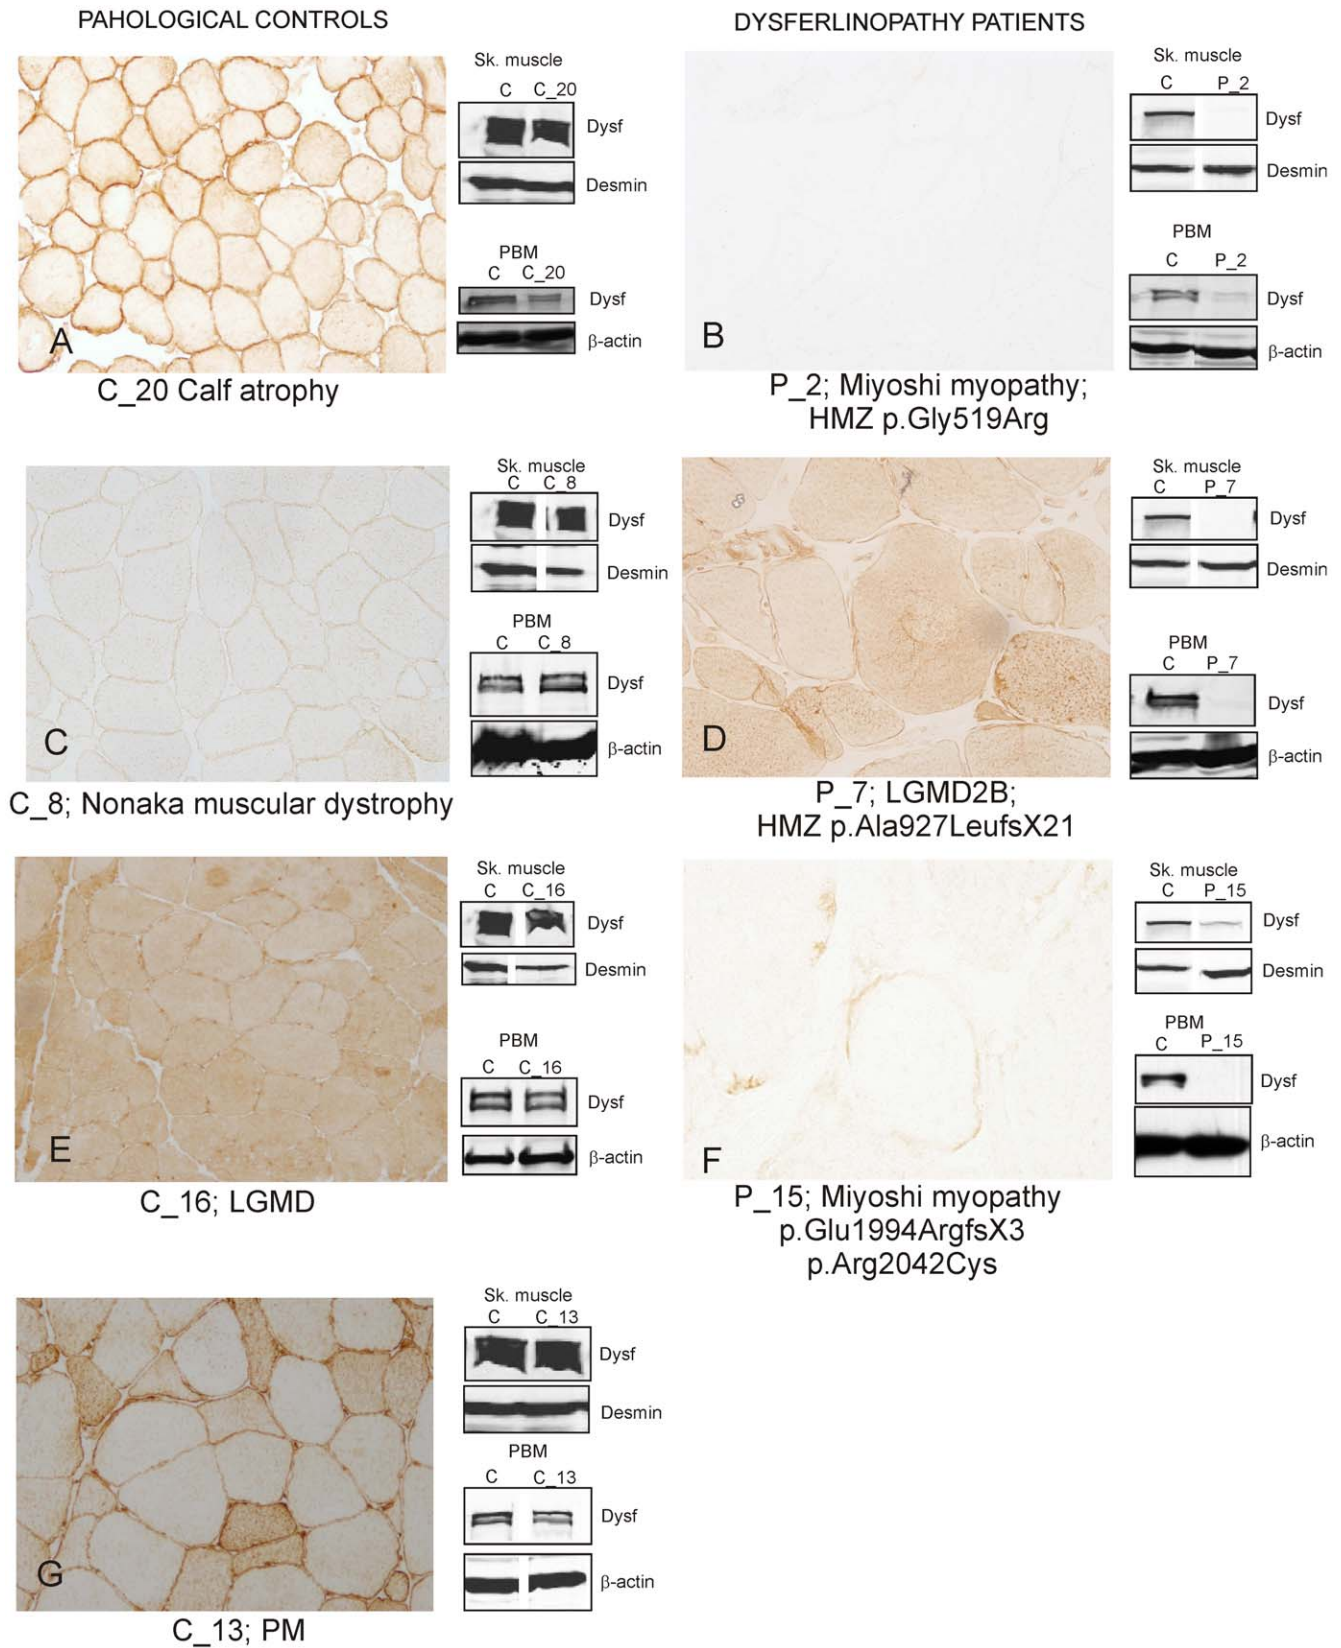 PAHOLOGICAL CONTROLS
DYSFERLINOPATHY PATIENTS
Sk. muscle
C C_20
Dysf
Desmin
PBM
C C_20
Dysf
β-actin
A
C_20 Calf atrophy
Sk. muscle
C P_2
Dysf
Desmin
PBM
C P_2
Dysf
β-actin
B
P_2; Miyoshi myopathy;
HMZ p.Gly519Arg
Sk. muscle
C C_8
Dysf
Desmin
PBM
C C_8
Dysf
β-actin
C
C_8; Nonaka muscular dystrophy
Sk. muscle
C P_7
Dysf
Desmin
PBM
C P_7
Dysf
β-actin
D
P_7; LGMD2B;
HMZ p.Ala927LeufsX21
Sk. muscle
C C_16
Dysf
Desmin
PBM
C C_16
Dysf
β-actin
E
C_16; LGMD
Sk. muscle
C P_15
Dysf
Desmin
PBM
C P_15
Dysf
β-actin
F
P_15; Miyoshi myopathy
p.Glu1994ArgfsX3
p.Arg2042Cys
Sk. muscle
C C_13
Dysf
Desmin
PBM
C C_13
Dysf
β-actin
G
C_13; PM